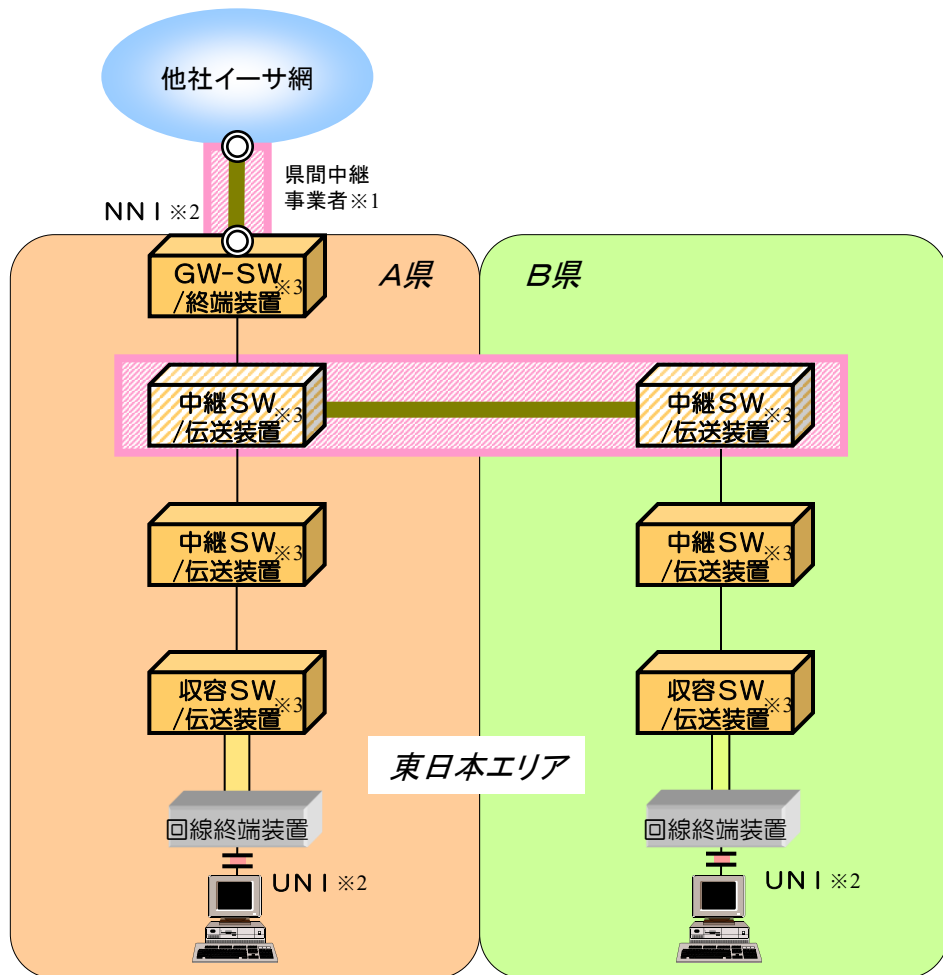 他社イーサ網
県間中継
事業者※1
NNI※2
A県
B県
GW-SW
/終端装置※3
中継SW
/伝送装置※3
中継SW
/伝送装置※3
中継SW
/伝送装置※3
中継SW
/伝送装置※3
収容SW
/伝送装置※3
収容SW
/伝送装置※3
東日本エリア
回線終端装置
回線終端装置
UNI※2
UNI※2